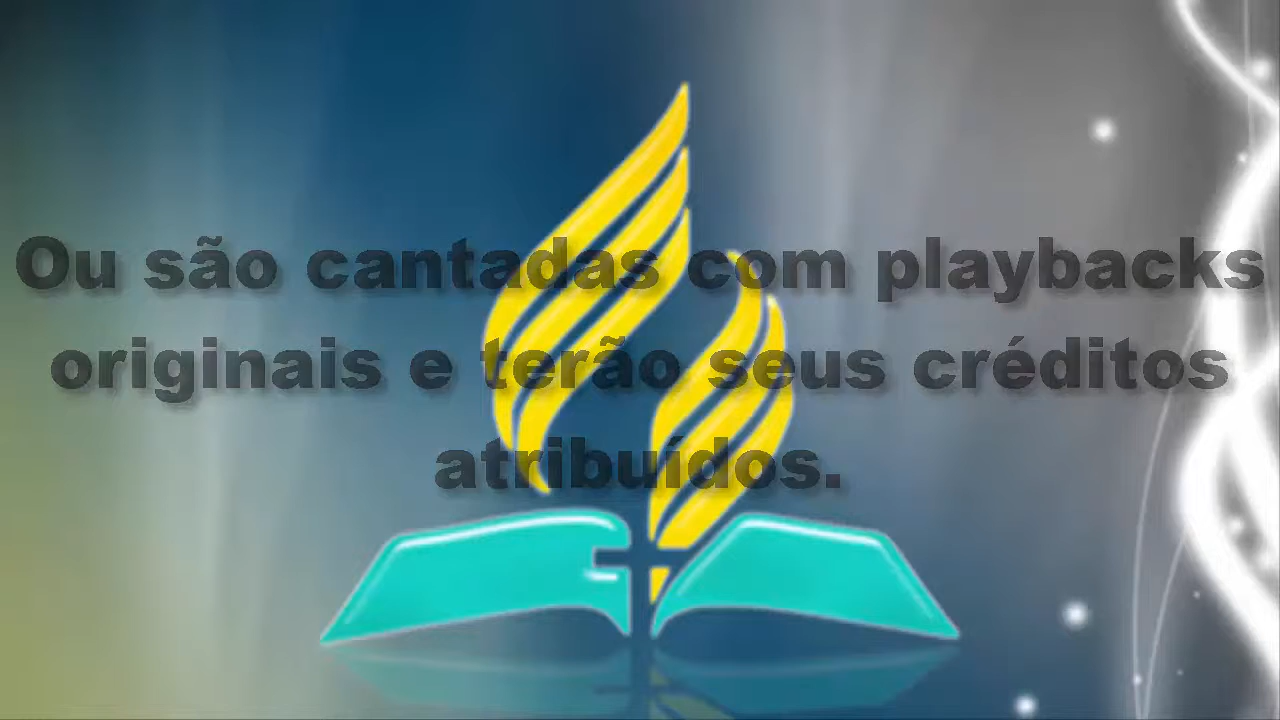 Ou são cantadas com playbacks
originais e terão seus créditos
atribuídos.